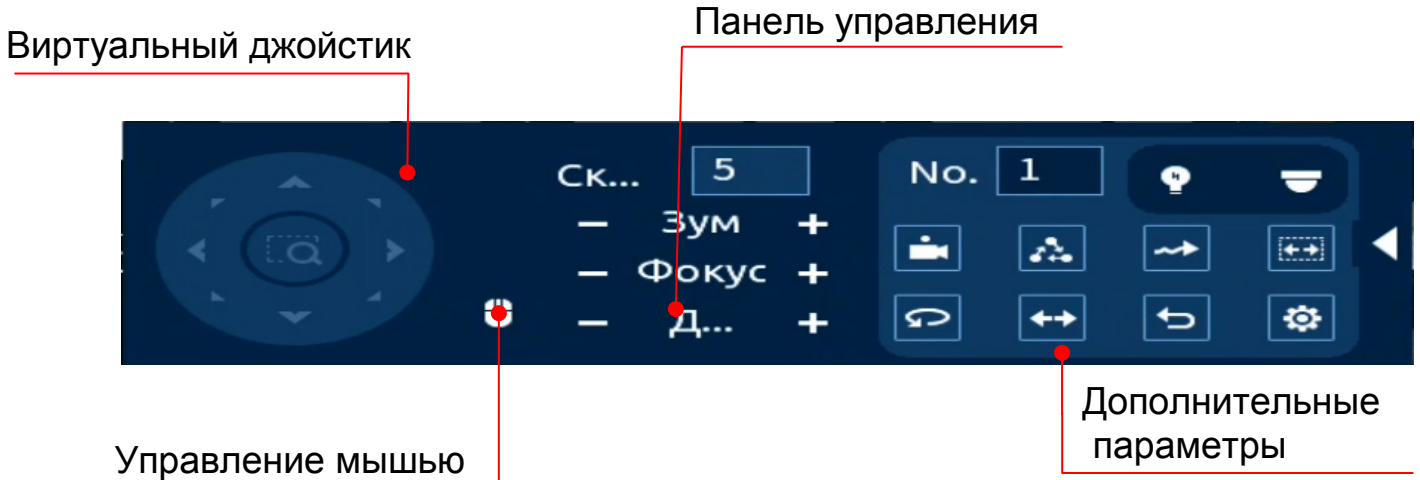 Панель управления
Виртуальный джойстик
Ск... 5
No. 1
− Зум +
− Фокус +
− Д... +
Дополнительные
параметры
Управление мышью